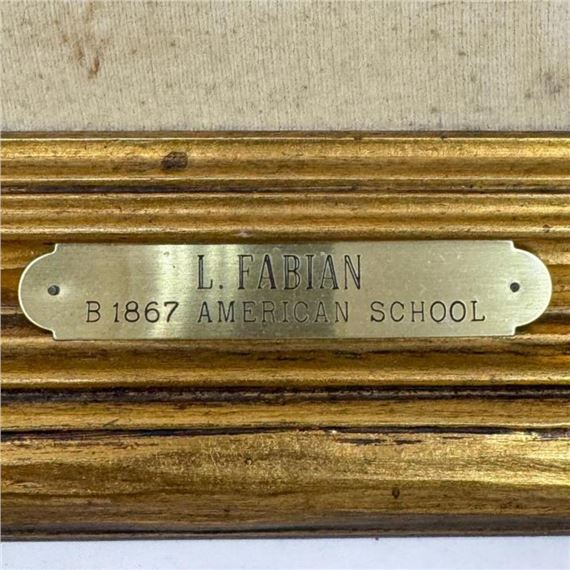 L. FABIAN
B 1867 AMERICAN SCHOOL